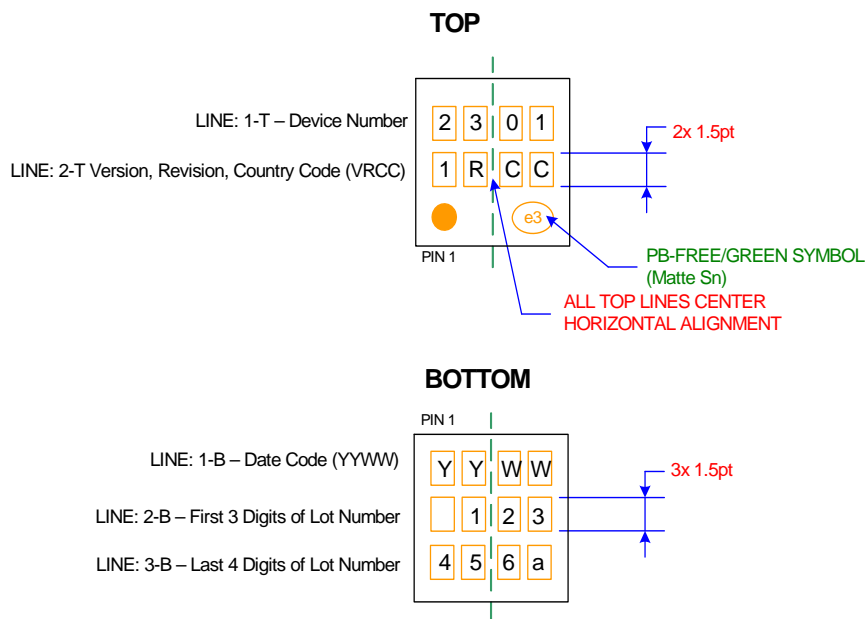 TOP
LINE: 1-T – Device Number
2 3 0 1
2x 1.5pt
LINE: 2-T Version, Revision, Country Code (VRCC)
1 R C C
e3
PIN 1
PB-FREE/GREEN SYMBOL
(Matte Sn)
ALL TOP LINES CENTER
HORIZONTAL ALIGNMENT
BOTTOM
PIN 1
LINE: 1-B – Date Code (YYWW)
Y Y W W
3x 1.5pt
LINE: 2-B – First 3 Digits of Lot Number
1 2 3
LINE: 3-B – Last 4 Digits of Lot Number
4 5 6 a